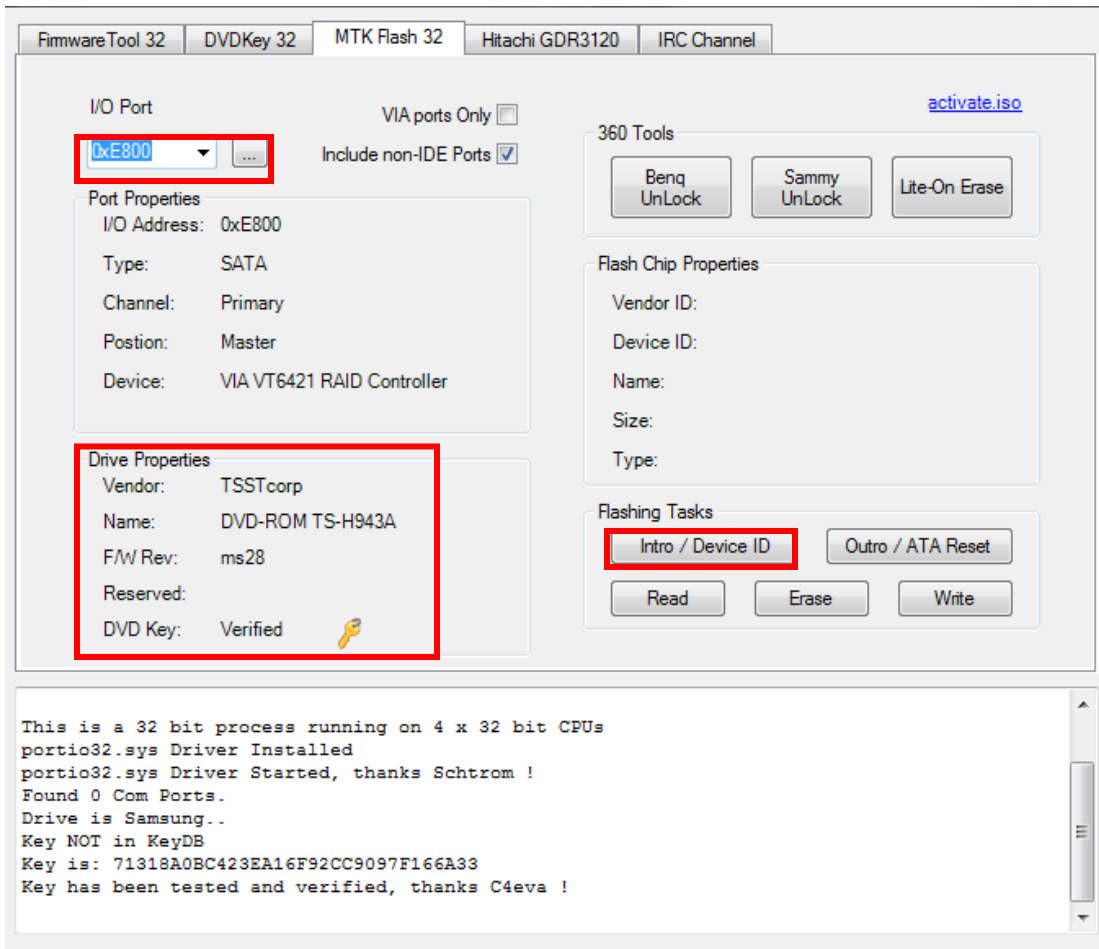 FirmwareTool 32 DVDKey 32 MTK Flash 32 Hitachi GDR3120 IRC Channel
I/O Port
VIA ports Only
activate.iso
0xE800 ...
Include non-IDE Ports
Port Properties
I/O Address: 0xE800
Type: SATA
Channel: Primary
Postion: Master
Device: VIA VT6421 RAID Controller
Drive Properties
Vendor: TSSTcorp
Name: DVD-ROM TS-H943A
F/W Rev: ms28
Reserved:
DVD Key: Verified
360 Tools
Benq UnLock
Sammy UnLock
Lite-On Erase
Flash Chip Properties
Vendor ID:
Device ID:
Name:
Size:
Type:
Flashing Tasks
Intro / Device ID Outro / ATA Reset
Read Erase Write
This is a 32 bit process running on 4 x 32 bit CPUs
portio32.sys Driver Installed
portio32.sys Driver Started, thanks Schtrom !
Found 0 Com Ports.
Drive is Samsung..
Key NOT in KeyDB
Key is: 71318A0BC423EA16F92CC9097F166A33
Key has been tested and verified, thanks C4eva !